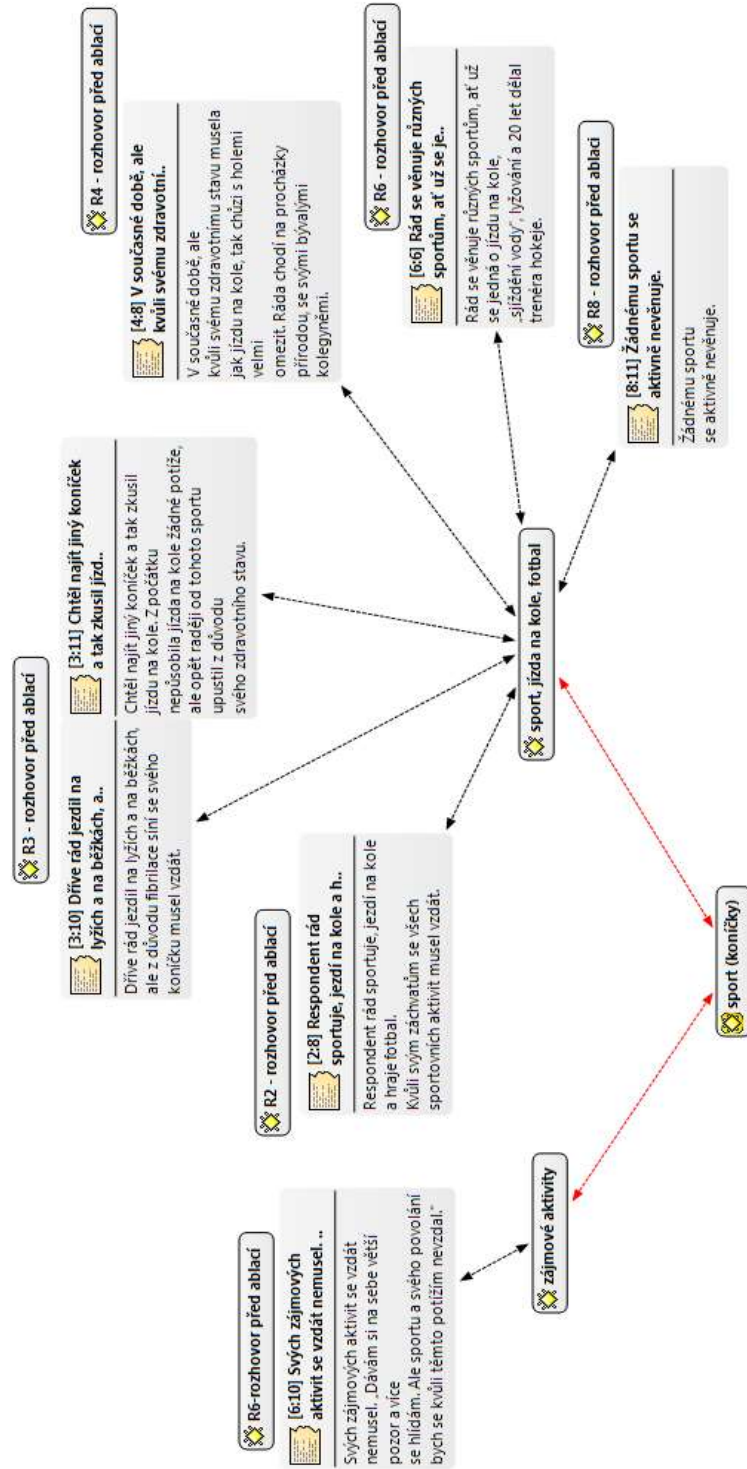 R6-rozhovor před ablací
[6:10] Svých zájmových
aktivit se vzdát nemusel. ..
Svých zájmových aktivit se vzdát
nemusel. „Dávám si na sebe větší
pozor a více
se hlídám. Ale sportu a svého povolání
bych se kvůli těmto potížím nevzdal."
zájmové aktivity
R2 - rozhovor před ablací
[2:8] Respondent rád
sportuje, jezdí na kole a h..
Respondent rád sportuje, jezdí na kole
a hraje fotbal.
Kvůli svým záchvatům se všech
sportovních aktivit musel vzdát.
R3 - rozhovor před ablací
[3:10] Dříve rád jezdil na
lyžích a na běžkách, a..
Dříve rád jezdil na lyžích a na běžkách,
ale z důvodu fibrilace síní se svého
koníčku musel vzdát.
[3:11] Chtěl najít jiný koníček
a tak zkusil jízd..
Chtěl najít jiný koníček a tak zkusil
jízdu na kole. Zpočátku
nepůsobila jízda na kole žádné potíže,
ale opět raději od tohoto sportu
upustil z důvodu
svého zdravotního stavu.
R4 - rozhovor před ablací
[4:8] V současné době, ale
kvůli svému zdravotní..
V současné době, ale
kvůli svému zdravotnímu stavu musela
jak jízdu na kole, tak chůzi s holemi
velmi
omezit. Ráda chodí na procházky
přírodou, se svými bývalými
kolegyněmi.
R6 - rozhovor před ablací
[6:6] Rád se věnuje různých
sportům, ať už se je..
Rád se věnuje různých sportům, ať už
se jedná o jízdu na kole,
„sjíždění vody", lyžování a 20 let dělal
trenéra hokeje.
R8 - rozhovor před ablací
[8:11] Žádnému sportu se
aktivně nevěnuje.
Žádnému sportu
se aktivně nevěnuje.
sport, jízda na kole, fotbal
sport (koníčky)